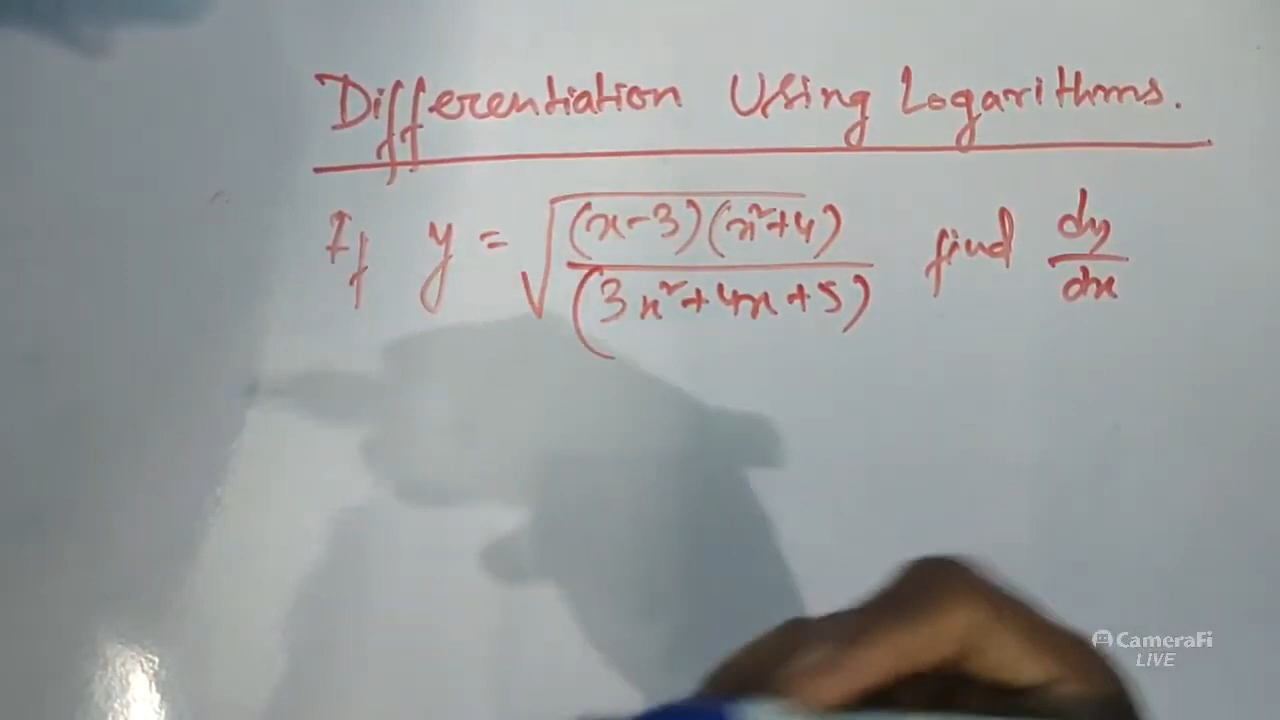 Differentiation Using Logarithms.
If y = √((x-3)(x²+4) / (3x²+4x+5)) find dy/dx
CameraFi
LIVE